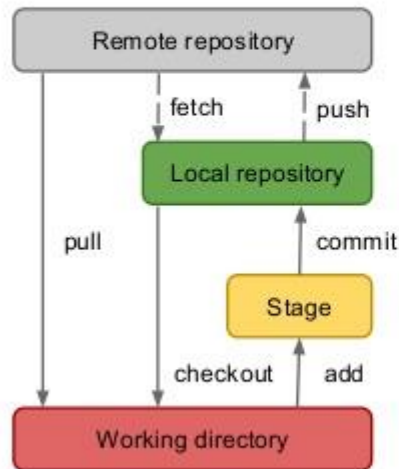 Remote repository
fetch
push
Local repository
pull
commit
Stage
checkout
add
Working directory